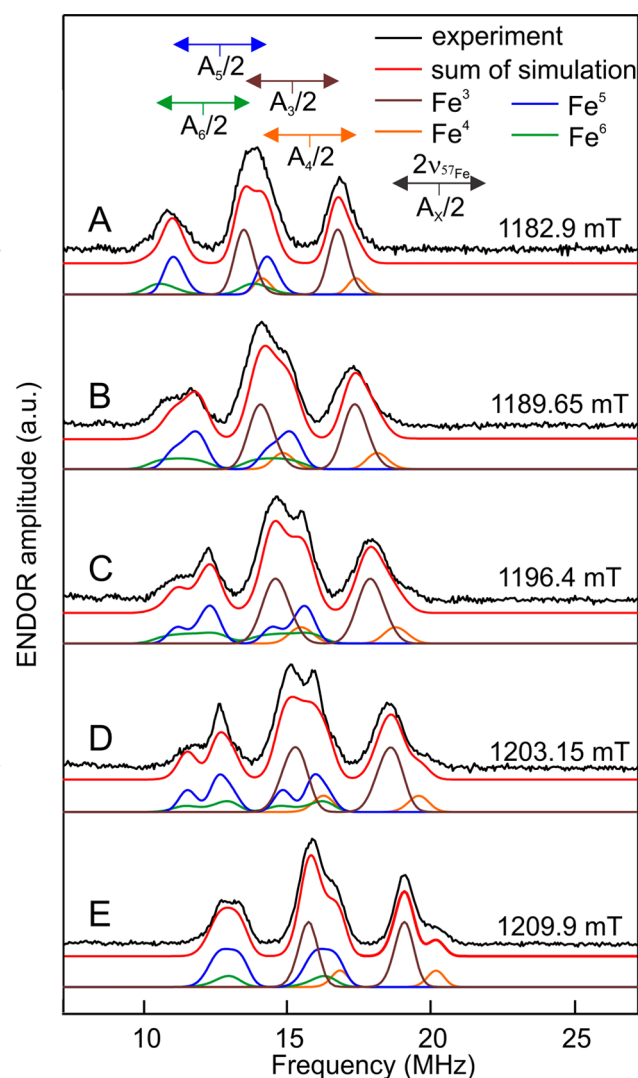 experiment
sum of simulation
Fe³ Fe⁵
Fe⁴ Fe⁶
A₅/2
A₃/2
A₆/2
A₄/2
2ν₅₇Fe
Aₓ/2
A 1182.9 mT
B 1189.65 mT
C 1196.4 mT
D 1203.15 mT
E 1209.9 mT
ENDOR amplitude (a.u.)
10 15 20 25
Frequency (MHz)